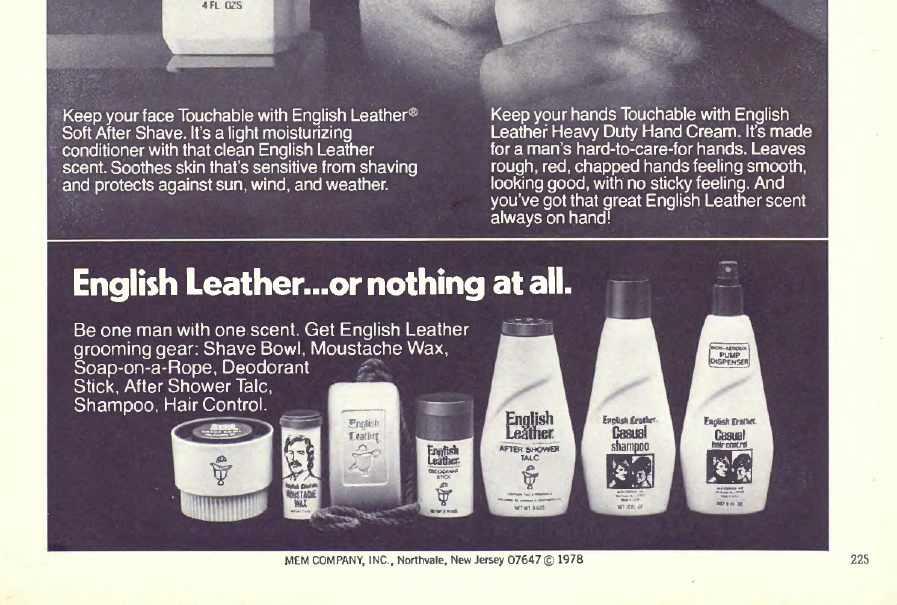 4 FL OZS
Keep your face Touchable with English Leather®
Soft After Shave. It's a light moisturizing
conditioner with that clean English Leather
scent. Soothes skin that's sensitive from shaving
and protects against sun, wind, and weather.
Keep your hands Touchable with English
Leather Heavy Duty Hand Cream. It's made
for a man's hard-to-care-for hands. Leaves
rough, red, chapped hands feeling smooth,
looking good, with no sticky feeling. And
you've got that great English Leather scent
always on hand!
English Leather...or nothing at all.
Be one man with one scent. Get English Leather
grooming gear: Shave Bowl, Moustache Wax,
Soap-on-a-Rope, Deodorant
Stick, After Shower Talc,
Shampoo, Hair Control.
MOUSTACHE
WAX
English
Leather
English
Leather.
DEODORANT
STICK
English
Leather.
AFTER SHOWER
TALC
English Leather.
Casual
shampoo
NON-AEROSOL
PUMP
DISPENSER
English Leather.
Casual
hair control
MEM COMPANY, INC., Northvale, New Jersey 07647 © 1978
225